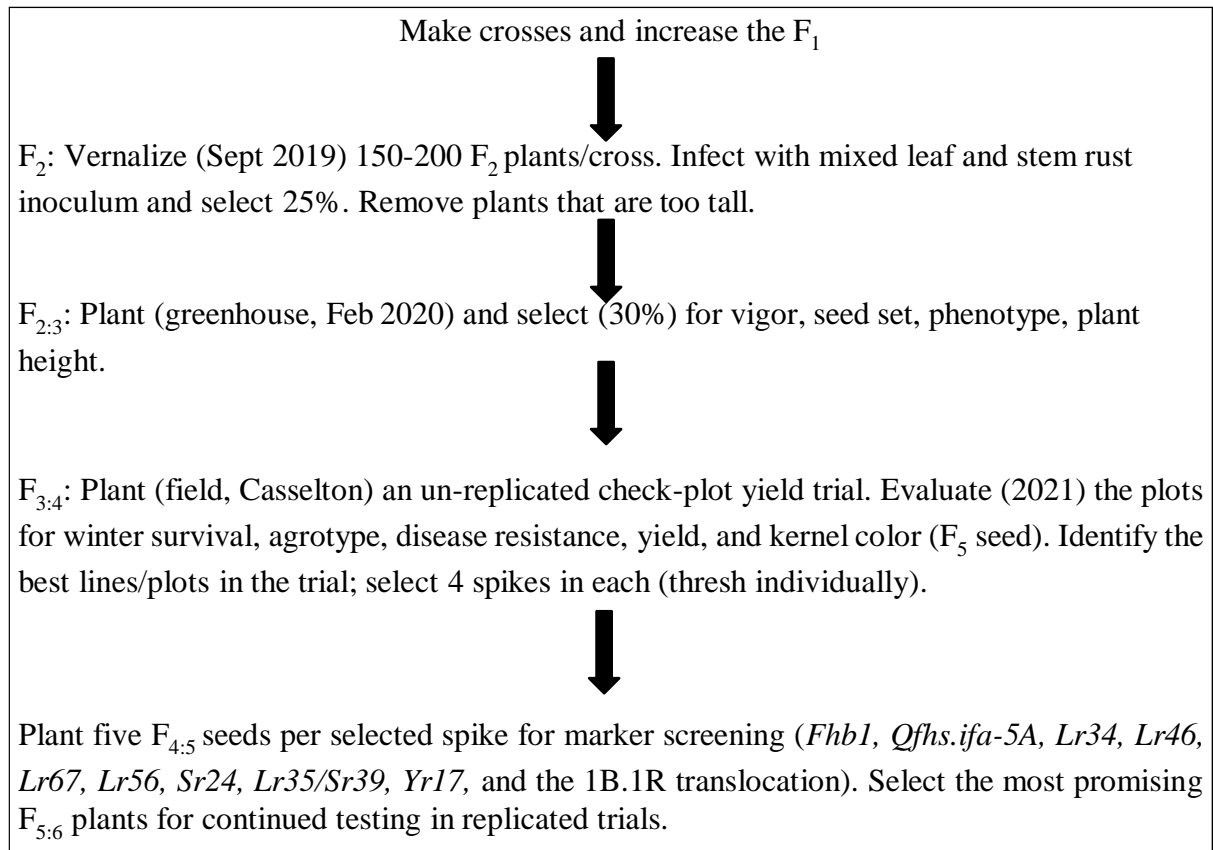 Make crosses and increase the F₁
F₂: Vernalize (Sept 2019) 150-200 F₂ plants/cross. Infect with mixed leaf and stem rust
inoculum and select 25%. Remove plants that are too tall.
F₂:₃: Plant (greenhouse, Feb 2020) and select (30%) for vigor, seed set, phenotype, plant
height.
F₃:₄: Plant (field, Casselton) an un-replicated check-plot yield trial. Evaluate (2021) the plots
for winter survival, agrotype, disease resistance, yield, and kernel color (F₅ seed). Identify the
best lines/plots in the trial; select 4 spikes in each (thresh individually).
Plant five F₄:₅ seeds per selected spike for marker screening (Fhb1, Qfhs.ifa-5A, Lr34, Lr46,
Lr67, Lr56, Sr24, Lr35/Sr39, Yr17, and the 1B.1R translocation). Select the most promising
F₅:₆ plants for continued testing in replicated trials.